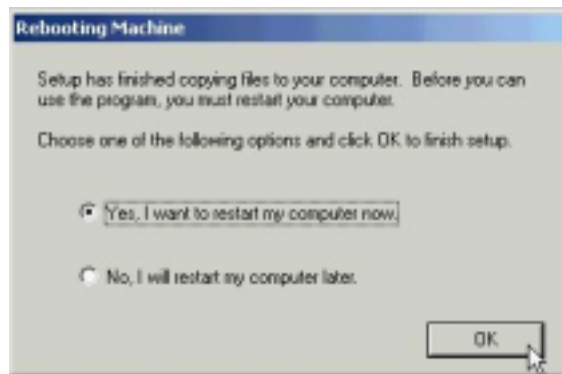 Rebooting Machine
Setup has finished copying files to your computer. Before you can
use the program, you must restart your computer.
Choose one of the following options and click OK to finish setup.
Yes, I want to restart my computer now.
No, I will restart my computer later.
OK